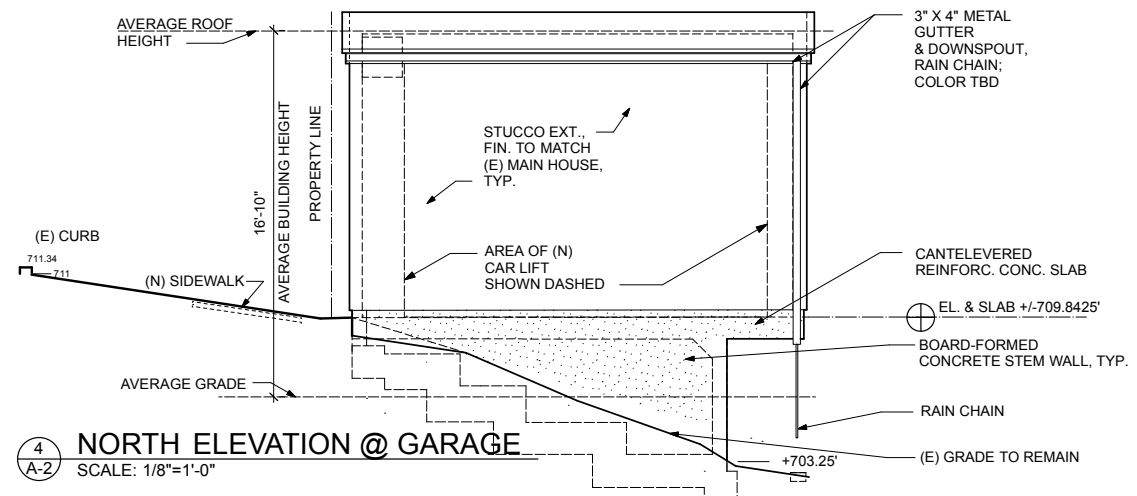 AVERAGE ROOF
HEIGHT
3" X 4" METAL
GUTTER
& DOWNSPOUT,
RAIN CHAIN;
COLOR TBD
AVERAGE BUILDING HEIGHT
16'-10"
PROPERTY LINE
STUCCO EXT.,
FIN. TO MATCH
(E) MAIN HOUSE,
TYP.
(E) CURB
711.34
711
(N) SIDEWALK
AREA OF (N)
CAR LIFT
SHOWN DASHED
CANTELEVERED
REINFORC. CONC. SLAB
EL. & SLAB +/-709.8425'
BOARD-FORMED
CONCRETE STEM WALL, TYP.
AVERAGE GRADE
RAIN CHAIN
(E) GRADE TO REMAIN
+703.25'
4
A-2
NORTH ELEVATION @ GARAGE
SCALE: 1/8"=1'-0"